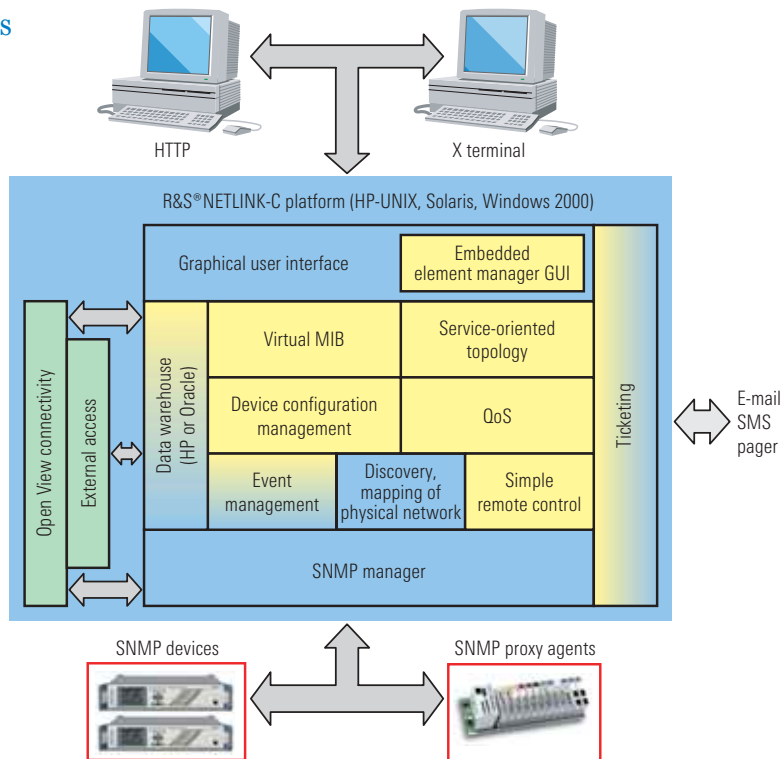 s
HTTP
X terminal
R&S®NETLINK-C platform (HP-UNIX, Solaris, Windows 2000)
Graphical user interface
Embedded
element manager GUI
Open View connectivity
External access
Data warehouse
(HP or Oracle)
Virtual MIB
Service-oriented
topology
Device configuration
management
QoS
Event
management
Discovery,
mapping of
physical network
Simple
remote control
SNMP manager
Ticketing
E-mail
SMS
pager
SNMP devices
SNMP proxy agents